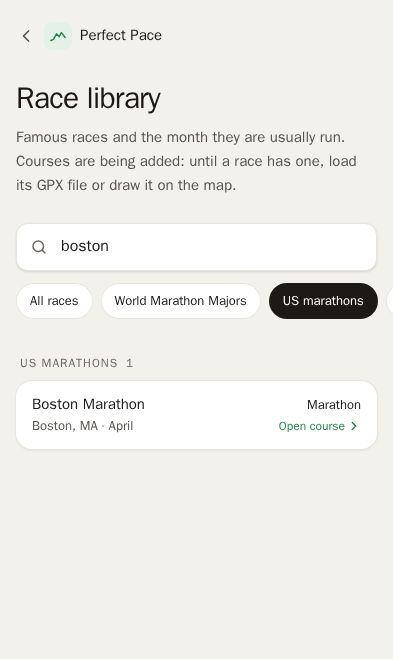 Perfect Pace
Race library
Famous races and the month they are usually run.
Courses are being added: until a race has one, load
its GPX file or draw it on the map.
boston
All races
World Marathon Majors
US marathons
US MARATHONS 1
Boston Marathon
Marathon
Boston, MA · April
Open course